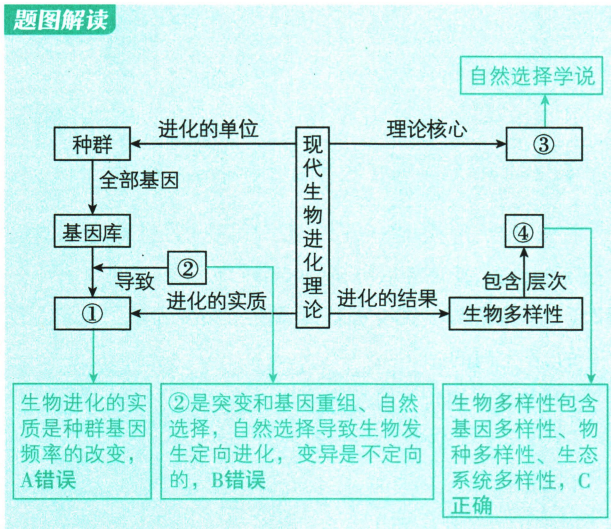 题图解读
自然选择学说
进化的单位
理论核心
种群
现代生物进化理论
③
全部基因
基因库
④
②
导致
包含 层次
进化的实质
进化的结果
①
生物多样性
生物进化的实
质是种群基因
频率的改变，
A错误
②是突变和基因重组、自然
选择，自然选择导致生物发
生定向进化，变异是不定向
的，B错误
生物多样性包含
基因多样性、物
种多样性、生态
系统多样性，C
正确